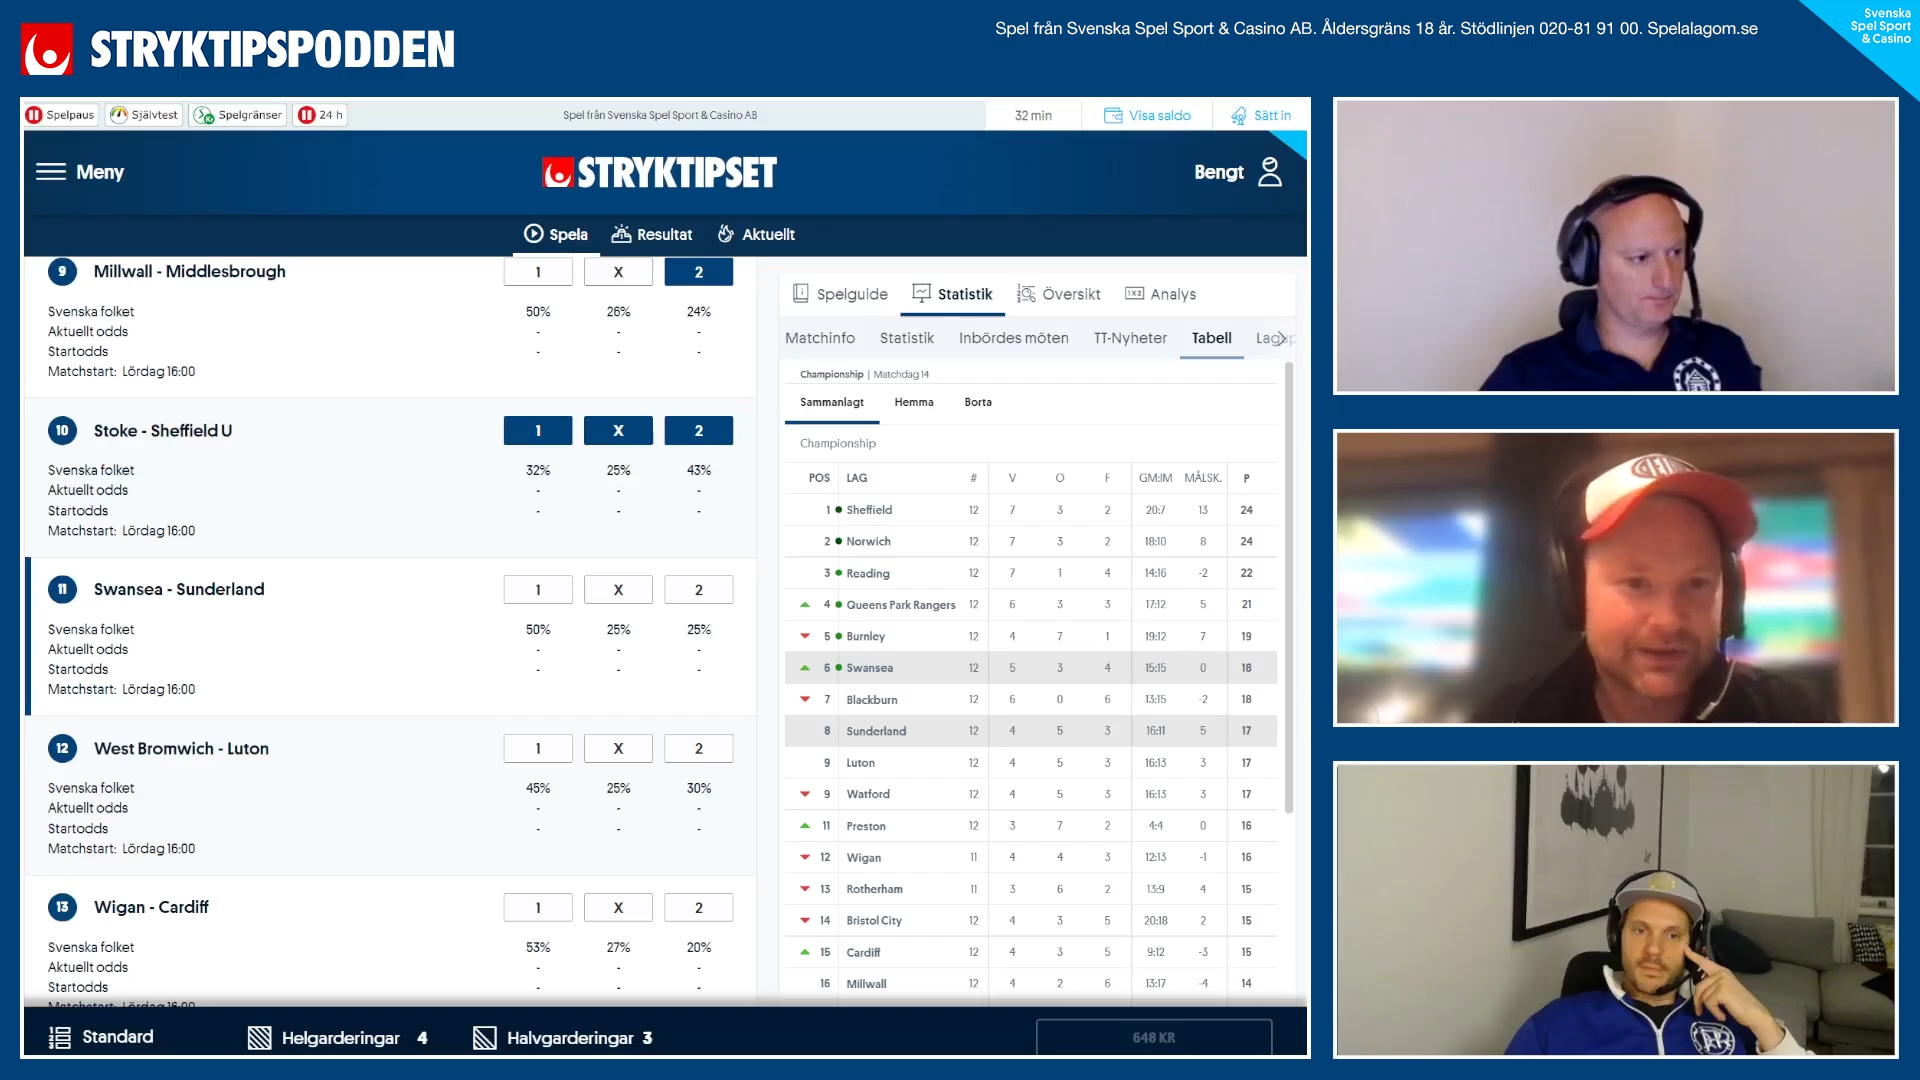 STRYKTIPSPODDEN
Spel från Svenska Spel Sport & Casino AB. Åldersgräns 18 år. Stödlinjen 020-81 91 00. Spelalagom.se
Svenska
Spel Sport
& Casino
Spelpaus Självtest Spelgränser 24 h Spel från Svenska Spel Sport & Casino AB 32 min Visa saldo Sätt in
Meny STRYKTIPSET Bengt
Spela Resultat Aktuellt
9 Millwall - Middlesbrough 1 X 2
Svenska folket 50% 26% 24%
Aktuellt odds - - -
Startodds - - -
Matchstart: Lördag 16:00
10 Stoke - Sheffield U 1 X 2
Svenska folket 32% 25% 43%
Aktuellt odds - - -
Startodds - - -
Matchstart: Lördag 16:00
11 Swansea - Sunderland 1 X 2
Svenska folket 50% 25% 25%
Aktuellt odds - - -
Startodds - - -
Matchstart: Lördag 16:00
12 West Bromwich - Luton 1 X 2
Svenska folket 45% 25% 30%
Aktuellt odds - - -
Startodds - - -
Matchstart: Lördag 16:00
13 Wigan - Cardiff 1 X 2
Svenska folket 53% 27% 20%
Aktuellt odds - - -
Startodds - - -
Matchstart: Lördag 16:00
Spelguide Statistik Översikt Analys
Matchinfo Statistik Inbördes möten TT-Nyheter Tabell
Championship | Matchdag 14
Sammanlagt Hemma Borta
Championship
POS LAG # V O F GM:IM MÅLSK. P
1 Sheffield 12 7 3 2 20:7 13 24
2 Norwich 12 7 3 2 18:10 8 24
3 Reading 12 7 1 4 14:16 -2 22
4 Queens Park Rangers 12 6 3 3 17:12 5 21
5 Burnley 12 4 7 1 19:12 7 19
6 Swansea 12 5 3 4 15:15 0 18
7 Blackburn 12 6 0 6 13:15 -2 18
8 Sunderland 12 4 5 3 16:11 5 17
9 Luton 12 4 5 3 16:13 3 17
9 Watford 12 4 5 3 16:13 3 17
11 Preston 12 3 7 2 4:4 0 16
12 Wigan 11 4 4 3 12:13 -1 16
13 Rotherham 11 3 6 2 13:9 4 15
14 Bristol City 12 4 3 5 20:18 2 15
15 Cardiff 12 4 3 5 9:12 -3 15
16 Millwall 12 4 2 6 13:17 -4 14
Standard Helgarderingar 4 Halvgarderingar 3 648 KR